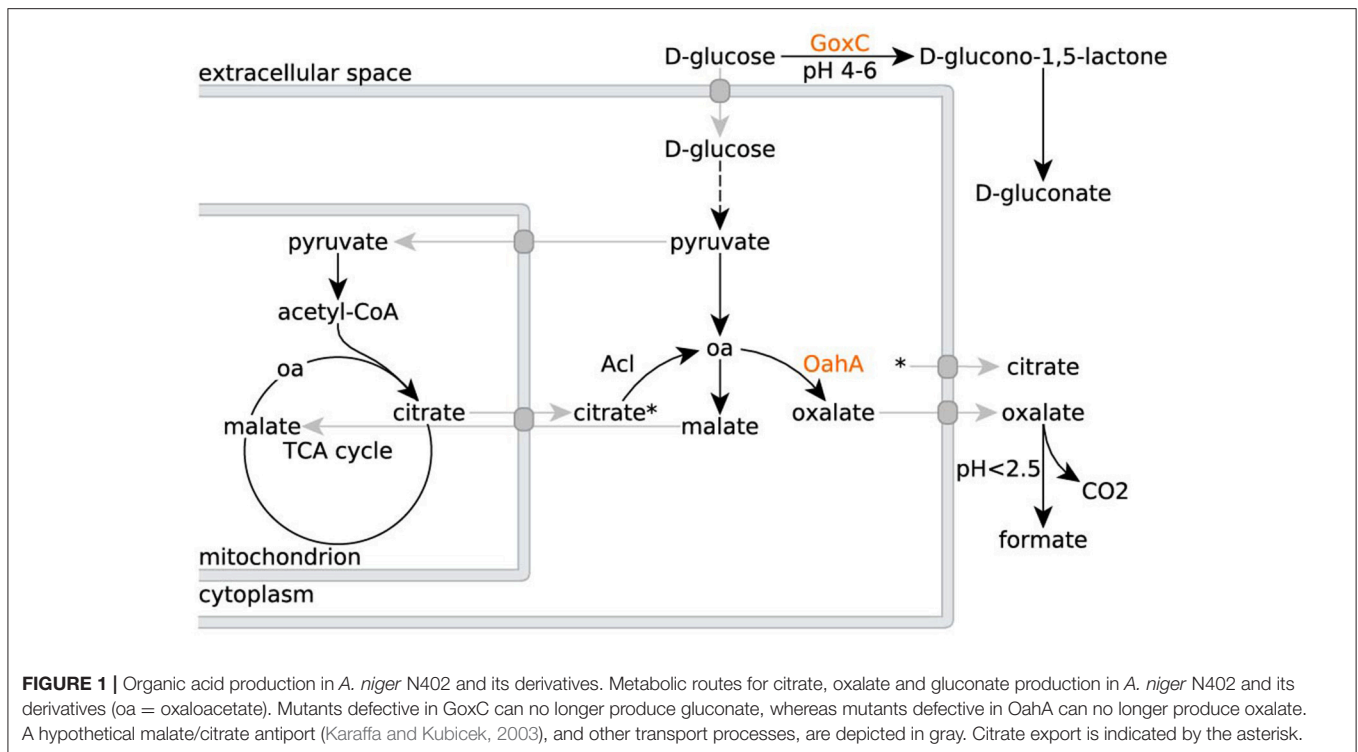 D-glucose
GoxC
D-glucono-1,5-lactone
pH 4-6
extracellular space
D-glucose
D-gluconate
pyruvate
pyruvate
acetyl-CoA
oa
Acl
oa
OahA
*
citrate
malate
citrate
citrate*
malate
oxalate
oxalate
TCA cycle
pH<2.5
CO2
formate
mitochondrion
cytoplasm
FIGURE 1 | Organic acid production in A. niger N402 and its derivatives. Metabolic routes for citrate, oxalate and gluconate production in A. niger N402 and its
derivatives (oa = oxaloacetate). Mutants defective in GoxC can no longer produce gluconate, whereas mutants defective in OahA can no longer produce oxalate.
A hypothetical malate/citrate antiport (Karaffa and Kubicek, 2003), and other transport processes, are depicted in gray. Citrate export is indicated by the asterisk.